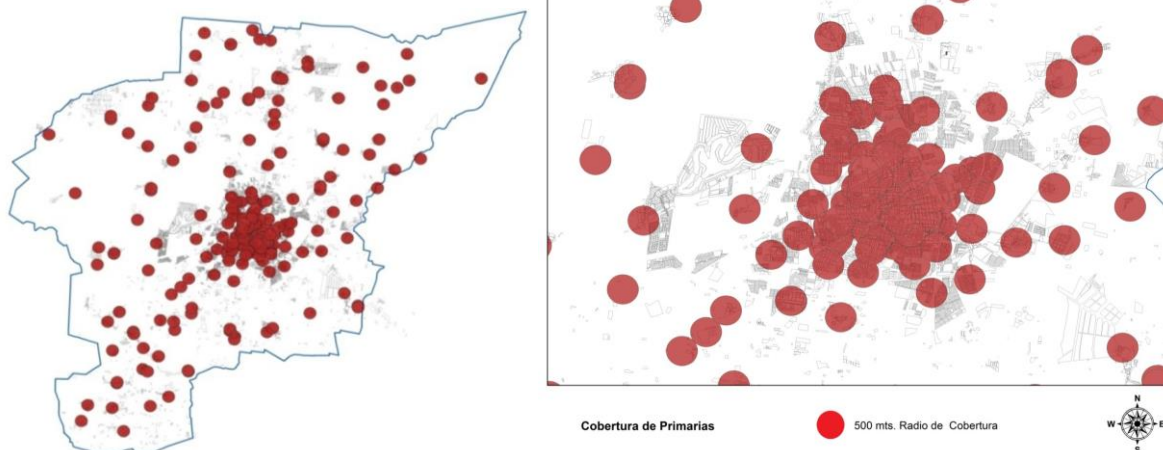 Cobertura de Primarias
500 mts. Radio de Cobertura
N
W E
S